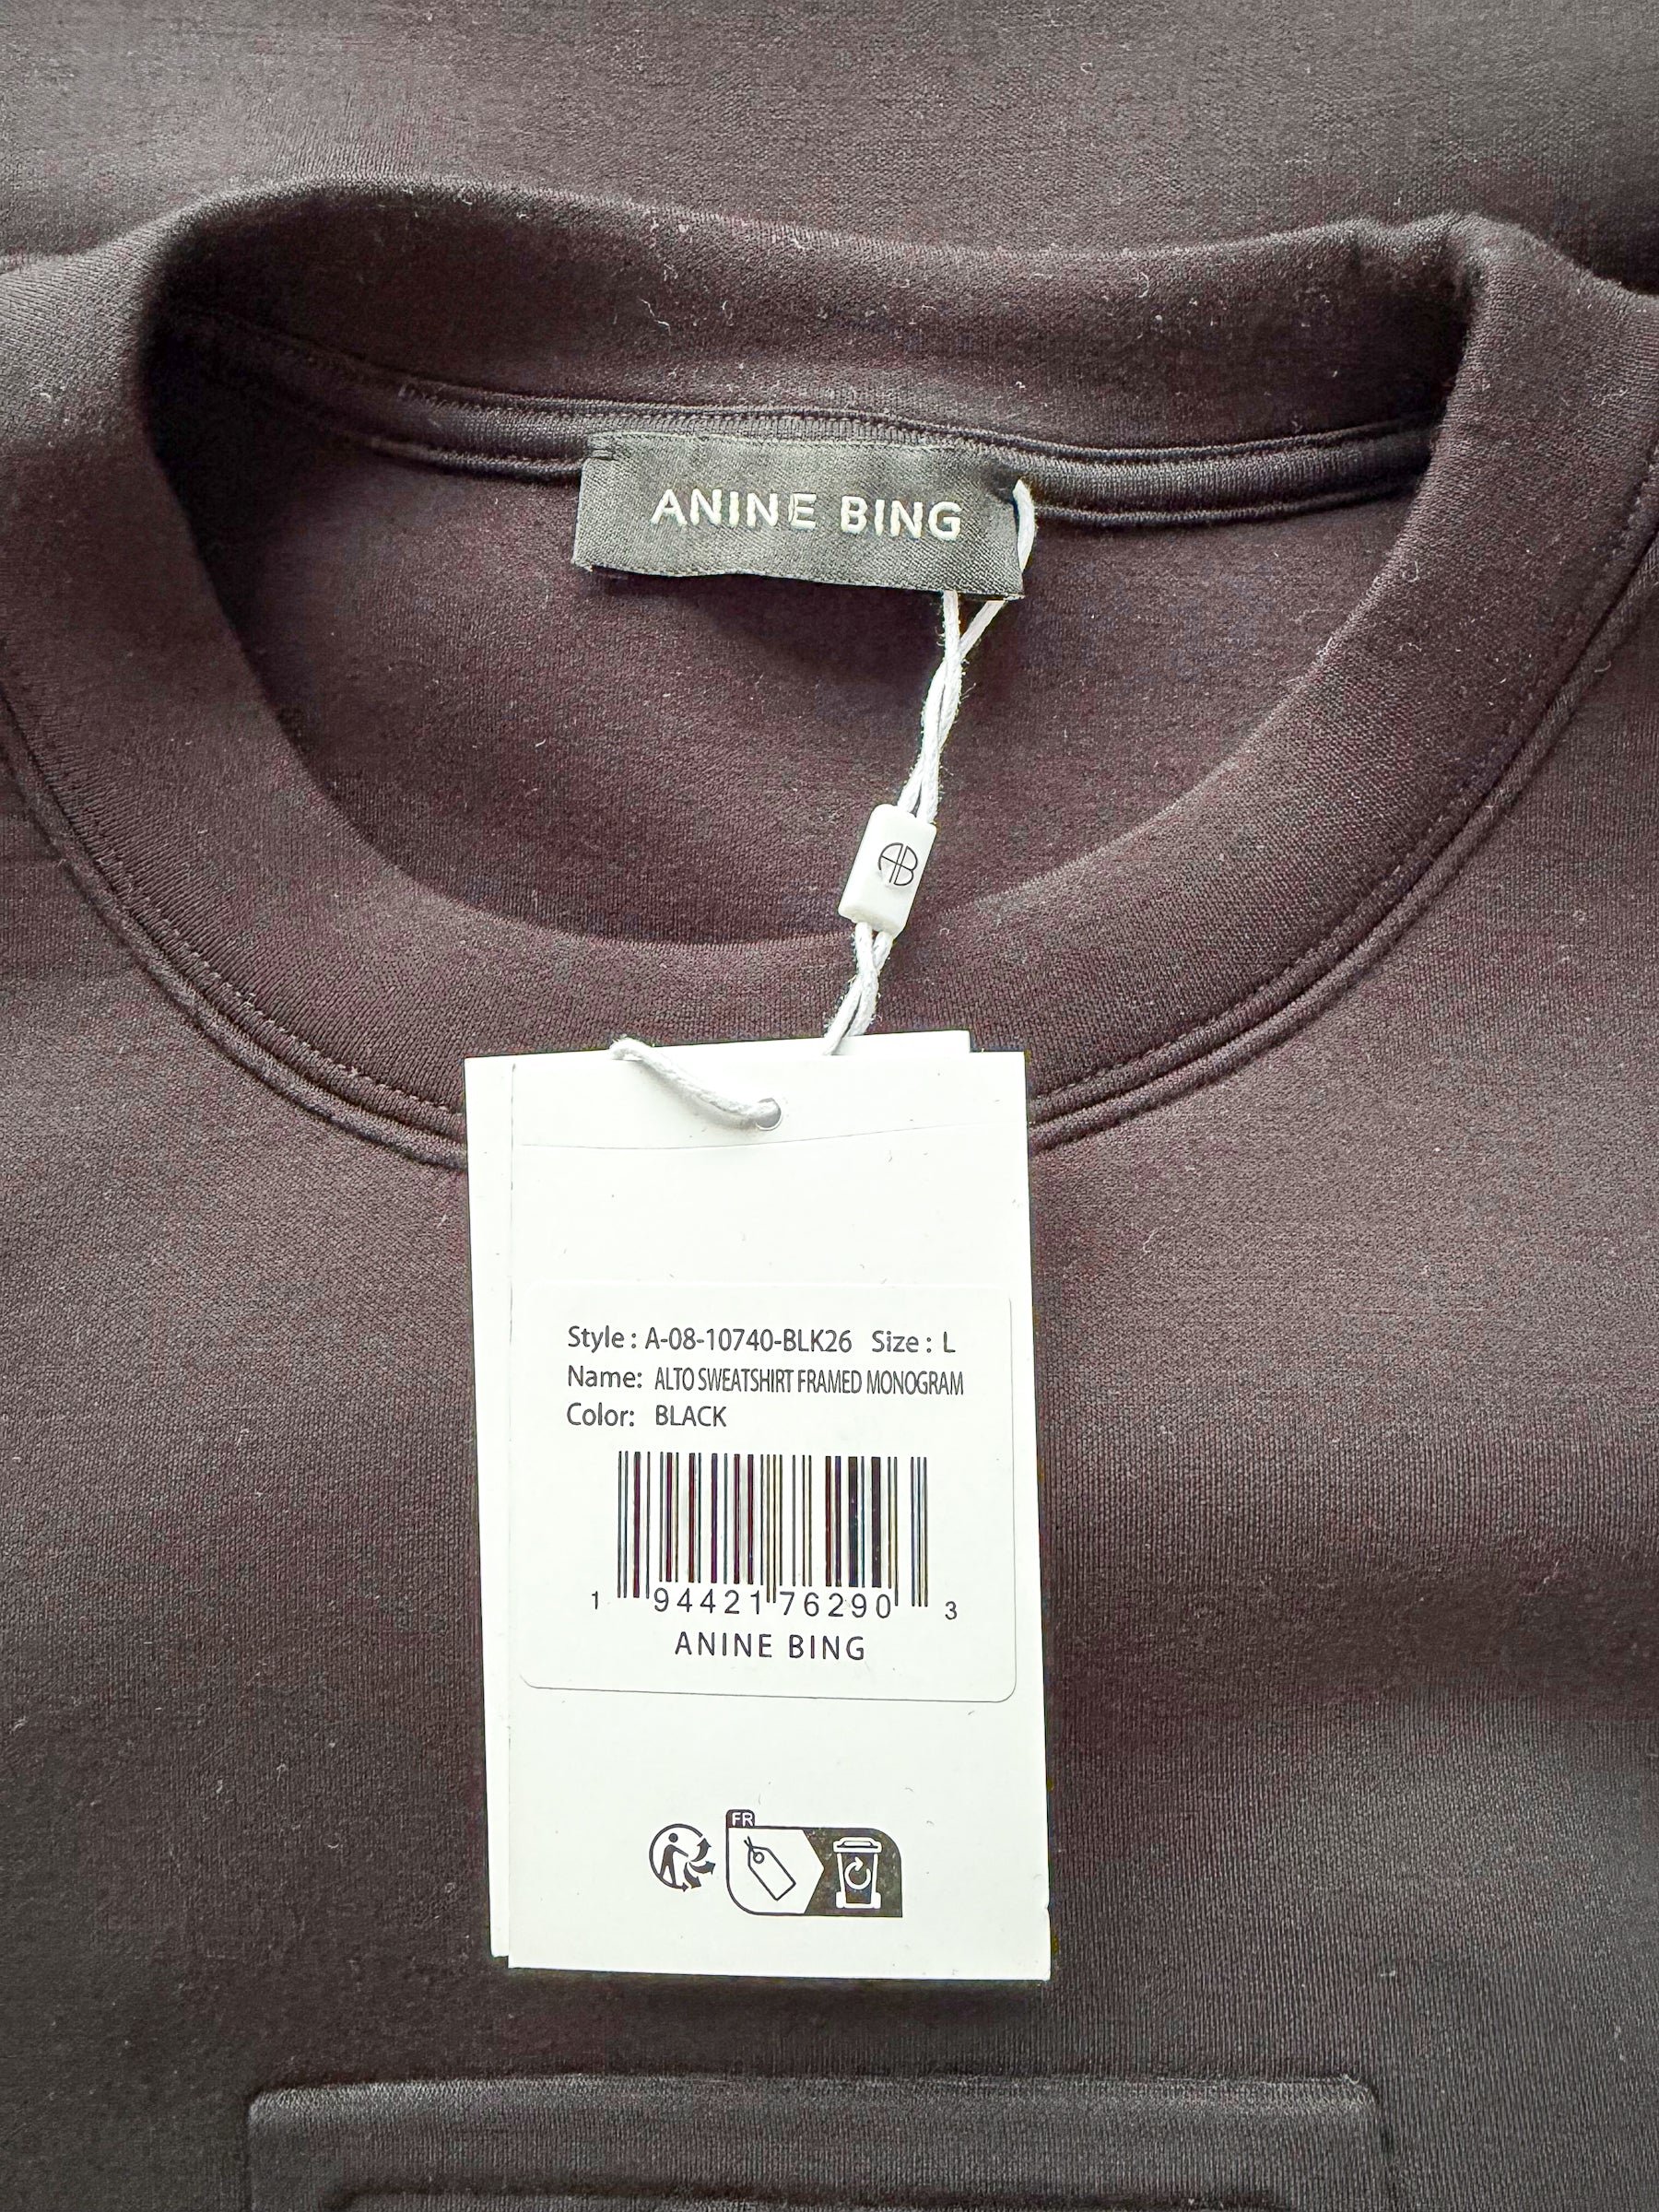 ANINE BING
AB
Style : A-08-10740-BLK26 Size : L
Name: ALTO SWEATSHIRT FRAMED MONOGRAM
Color: BLACK
1 94421 76290 3
ANINE BING
FR